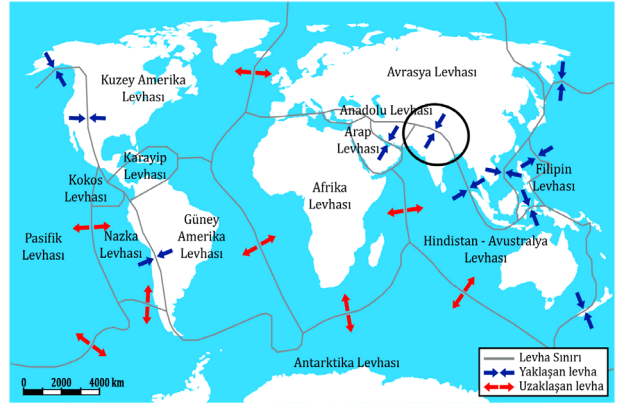 Kuzey Amerika
Levhası
Avrasya Levhası
Anadolu Levhası
Arap
Levhası
Karayip
Levhası
Kokos
Levhası
Afrika
Levhası
Filipin
Levhası
Pasifik
Levhası
Nazka
Levhası
Güney
Amerika
Levhası
Hindistan - Avustralya
Levhası
Antarktika Levhası
0 2000 4000 km
Levha Sınırı
Yaklaşan levha
Uzaklaşan levha